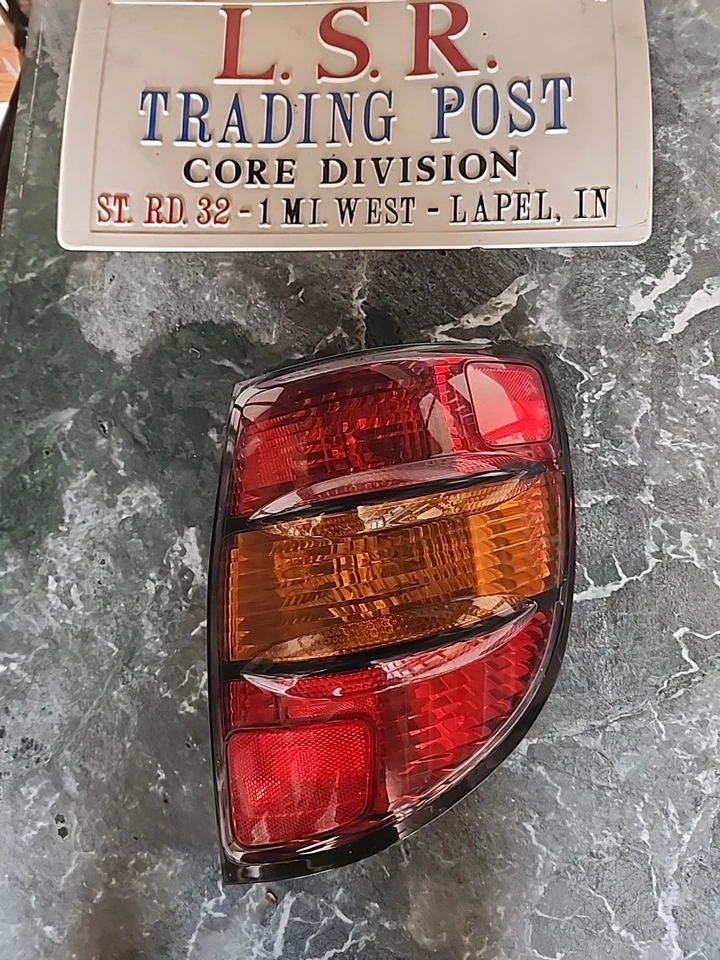 L.S.R.
TRADING POST
CORE DIVISION
ST. RD. 32 - 1 MI. WEST - LAPEL, IN